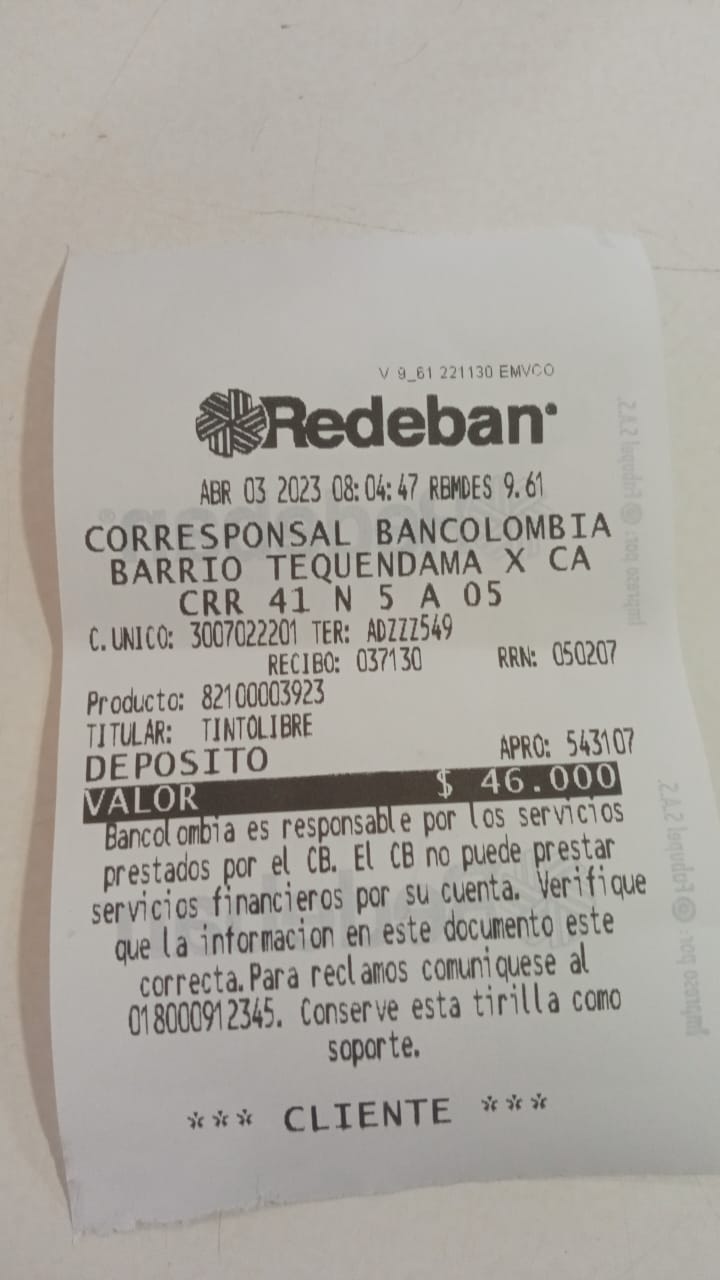 V 9_61 221130 EMVCO
Redeban
ABR 03 2023 08:04:47 RBMDES 9.61
CORRESPONSAL BANCOLOMBIA
BARRIO TEQUENDAMA X CA
CRR 41 N 5 A 05
C. UNICO: 3007022201 TER: ADZZZ549
RECIBO: 037130 RRN: 050207
Producto: 82100003923
TITULAR: TINTOLIBRE
DEPOSITO APRO: 543107
VALOR $ 46.000
Bancolombia es responsable por los servicios
prestados por el CB. El CB no puede prestar
servicios financieros por su cuenta. Verifique
que la informacion en este documento este
correcta. Para reclamos comuniquese al
018000912345. Conserve esta tirilla como
soporte.
*** CLIENTE ***